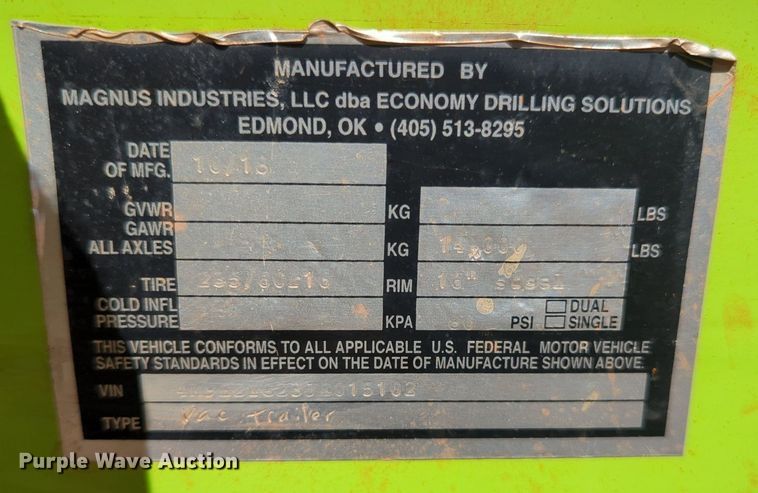 MANUFACTURED BY
MAGNUS INDUSTRIES, LLC dba ECONOMY DRILLING SOLUTIONS
EDMOND, OK • (405) 513-8295
DATE OF MFG. 10/16
GVWR KG LBS
GAWR ALL AXLES KG LBS
TIRE RIM 16"
COLD INFL PRESSURE KPA PSI DUAL SINGLE
THIS VEHICLE CONFORMS TO ALL APPLICABLE U.S. FEDERAL MOTOR VEHICLE
SAFETY STANDARDS IN EFFECT ON THE DATE OF MANUFACTURE SHOWN ABOVE.
VIN
TYPE Vac trailer
Purple Wave Auction